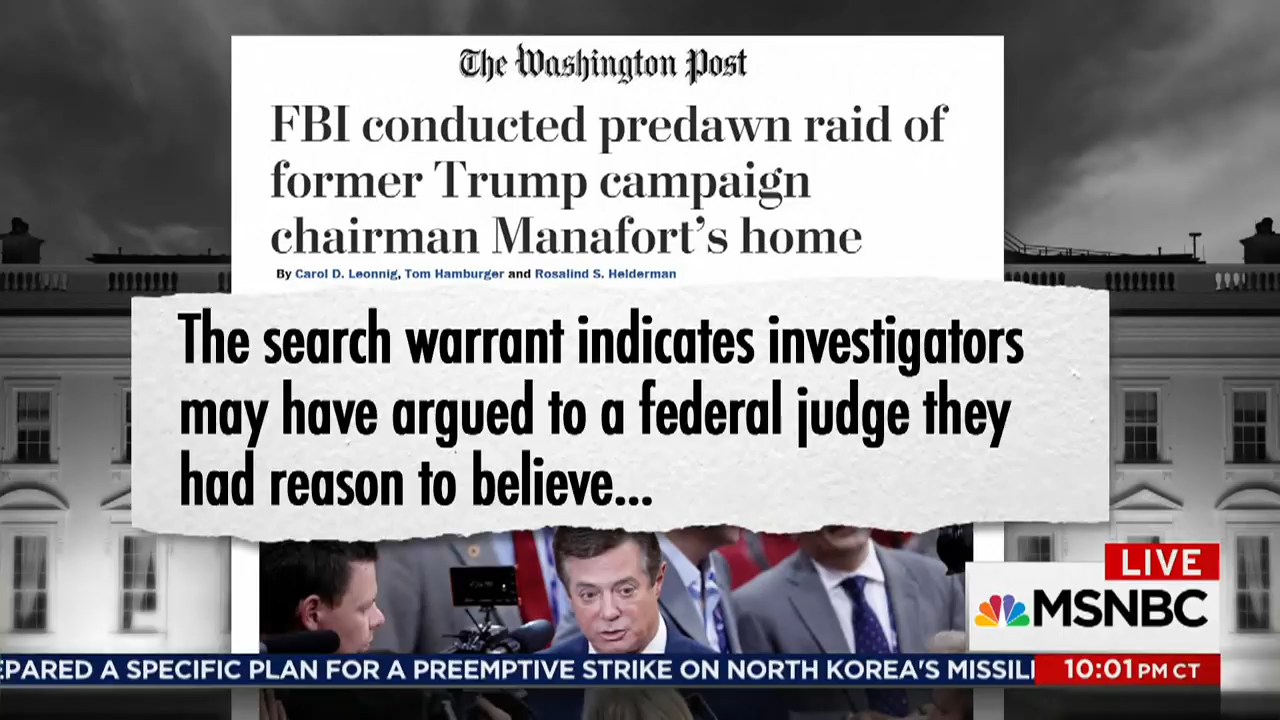 The Washington Post
FBI conducted predawn raid of
former Trump campaign
chairman Manafort's home
By Carol D. Leonnig, Tom Hamburger and Rosalind S. Helderman
The search warrant indicates investigators
may have argued to a federal judge they
had reason to believe...
LIVE
MSNBC
EPARED A SPECIFIC PLAN FOR A PREEMPTIVE STRIKE ON NORTH KOREA'S MISSIL
10:01 PM CT